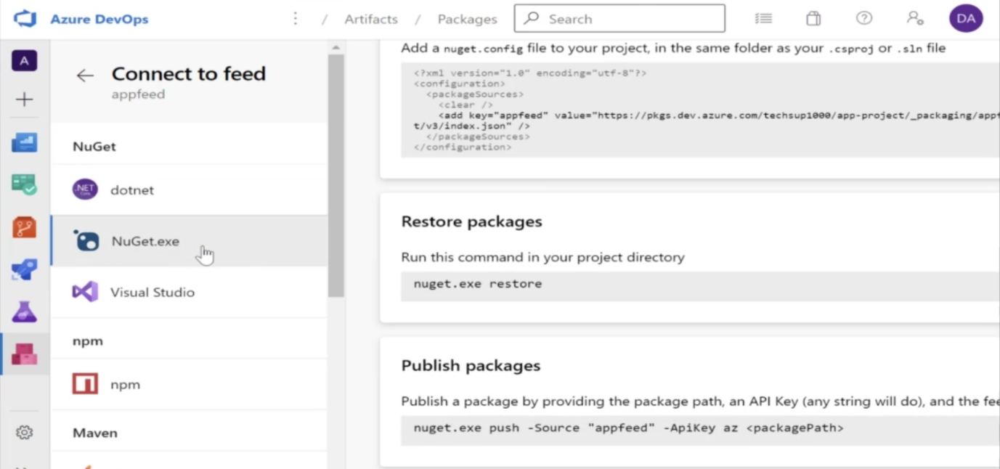 Azure DevOps
/ Artifacts / Packages
Search
DA
A
Connect to feed
appfeed
NuGet
.NET
Core
dotnet
NuGet.exe
Visual Studio
npm
npm
Maven
Add a nuget.config file to your project, in the same folder as your .csproj or .sln file
<?xml version="1.0" encoding="utf-8"?>
<configuration>
<packageSources>
<clear />
<add key="appfeed" value="https://pkgs.dev.azure.com/techsup1000/app-project/_packaging/appf
t/v3/index.json" />
</packageSources>
</configuration>
Restore packages
Run this command in your project directory
nuget.exe restore
Publish packages
Publish a package by providing the package path, an API Key (any string will do), and the fee
nuget.exe push -Source "appfeed" -ApiKey az <packagePath>